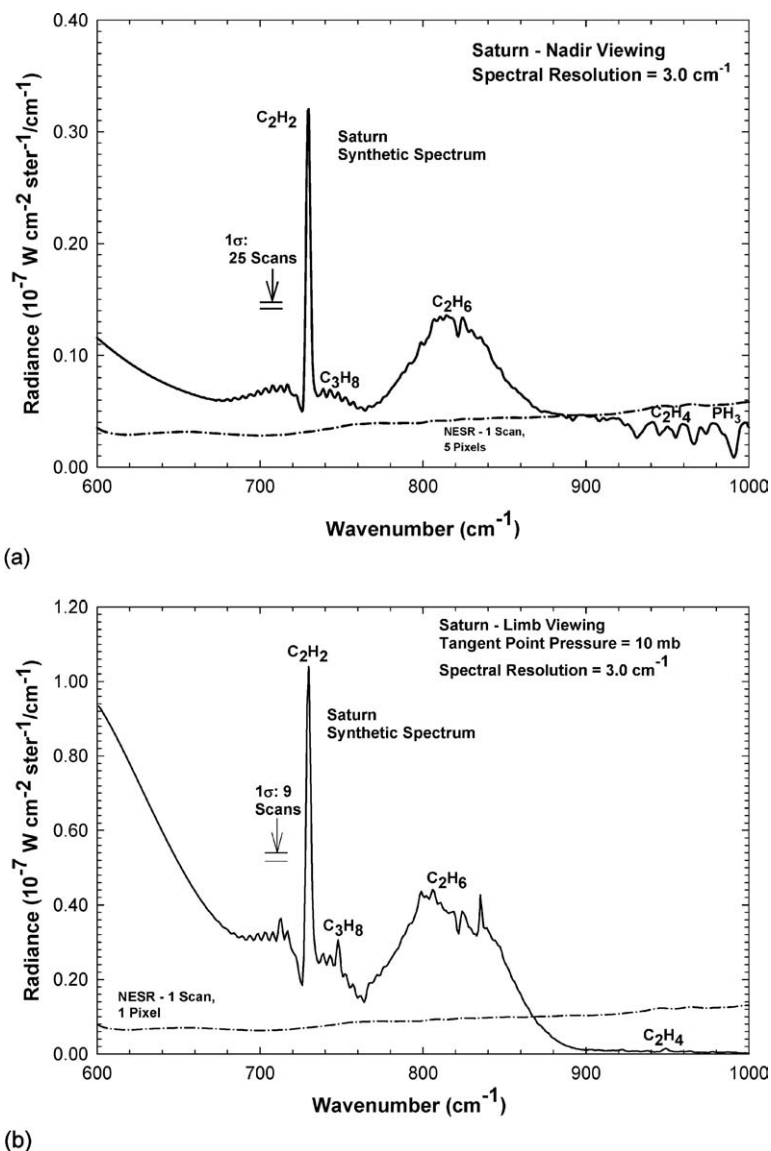 0.40
Saturn - Nadir Viewing
Spectral Resolution = 3.0 cm⁻¹
C₂H₂
0.30
Saturn
Synthetic Spectrum
1σ:
25 Scans
0.20
C₂H₆
C₃H₈
0.10
C₂H₄ PH₃
NESR - 1 Scan,
5 Pixels
0.00
600 700 800 900 1000
Radiance (10⁻⁷ W cm⁻² ster⁻¹/cm⁻¹)
Wavenumber (cm⁻¹)
(a)
1.20
Saturn - Limb Viewing
Tangent Point Pressure = 10 mb
Spectral Resolution = 3.0 cm⁻¹
C₂H₂
1.00
Saturn
Synthetic Spectrum
0.80
1σ: 9
Scans
0.60
C₂H₆
0.40
C₃H₈
0.20
NESR - 1 Scan,
1 Pixel
C₂H₄
0.00
600 700 800 900 1000
Radiance (10⁻⁷ W cm⁻² ster⁻¹/cm⁻¹)
Wavenumber (cm⁻¹)
(b)